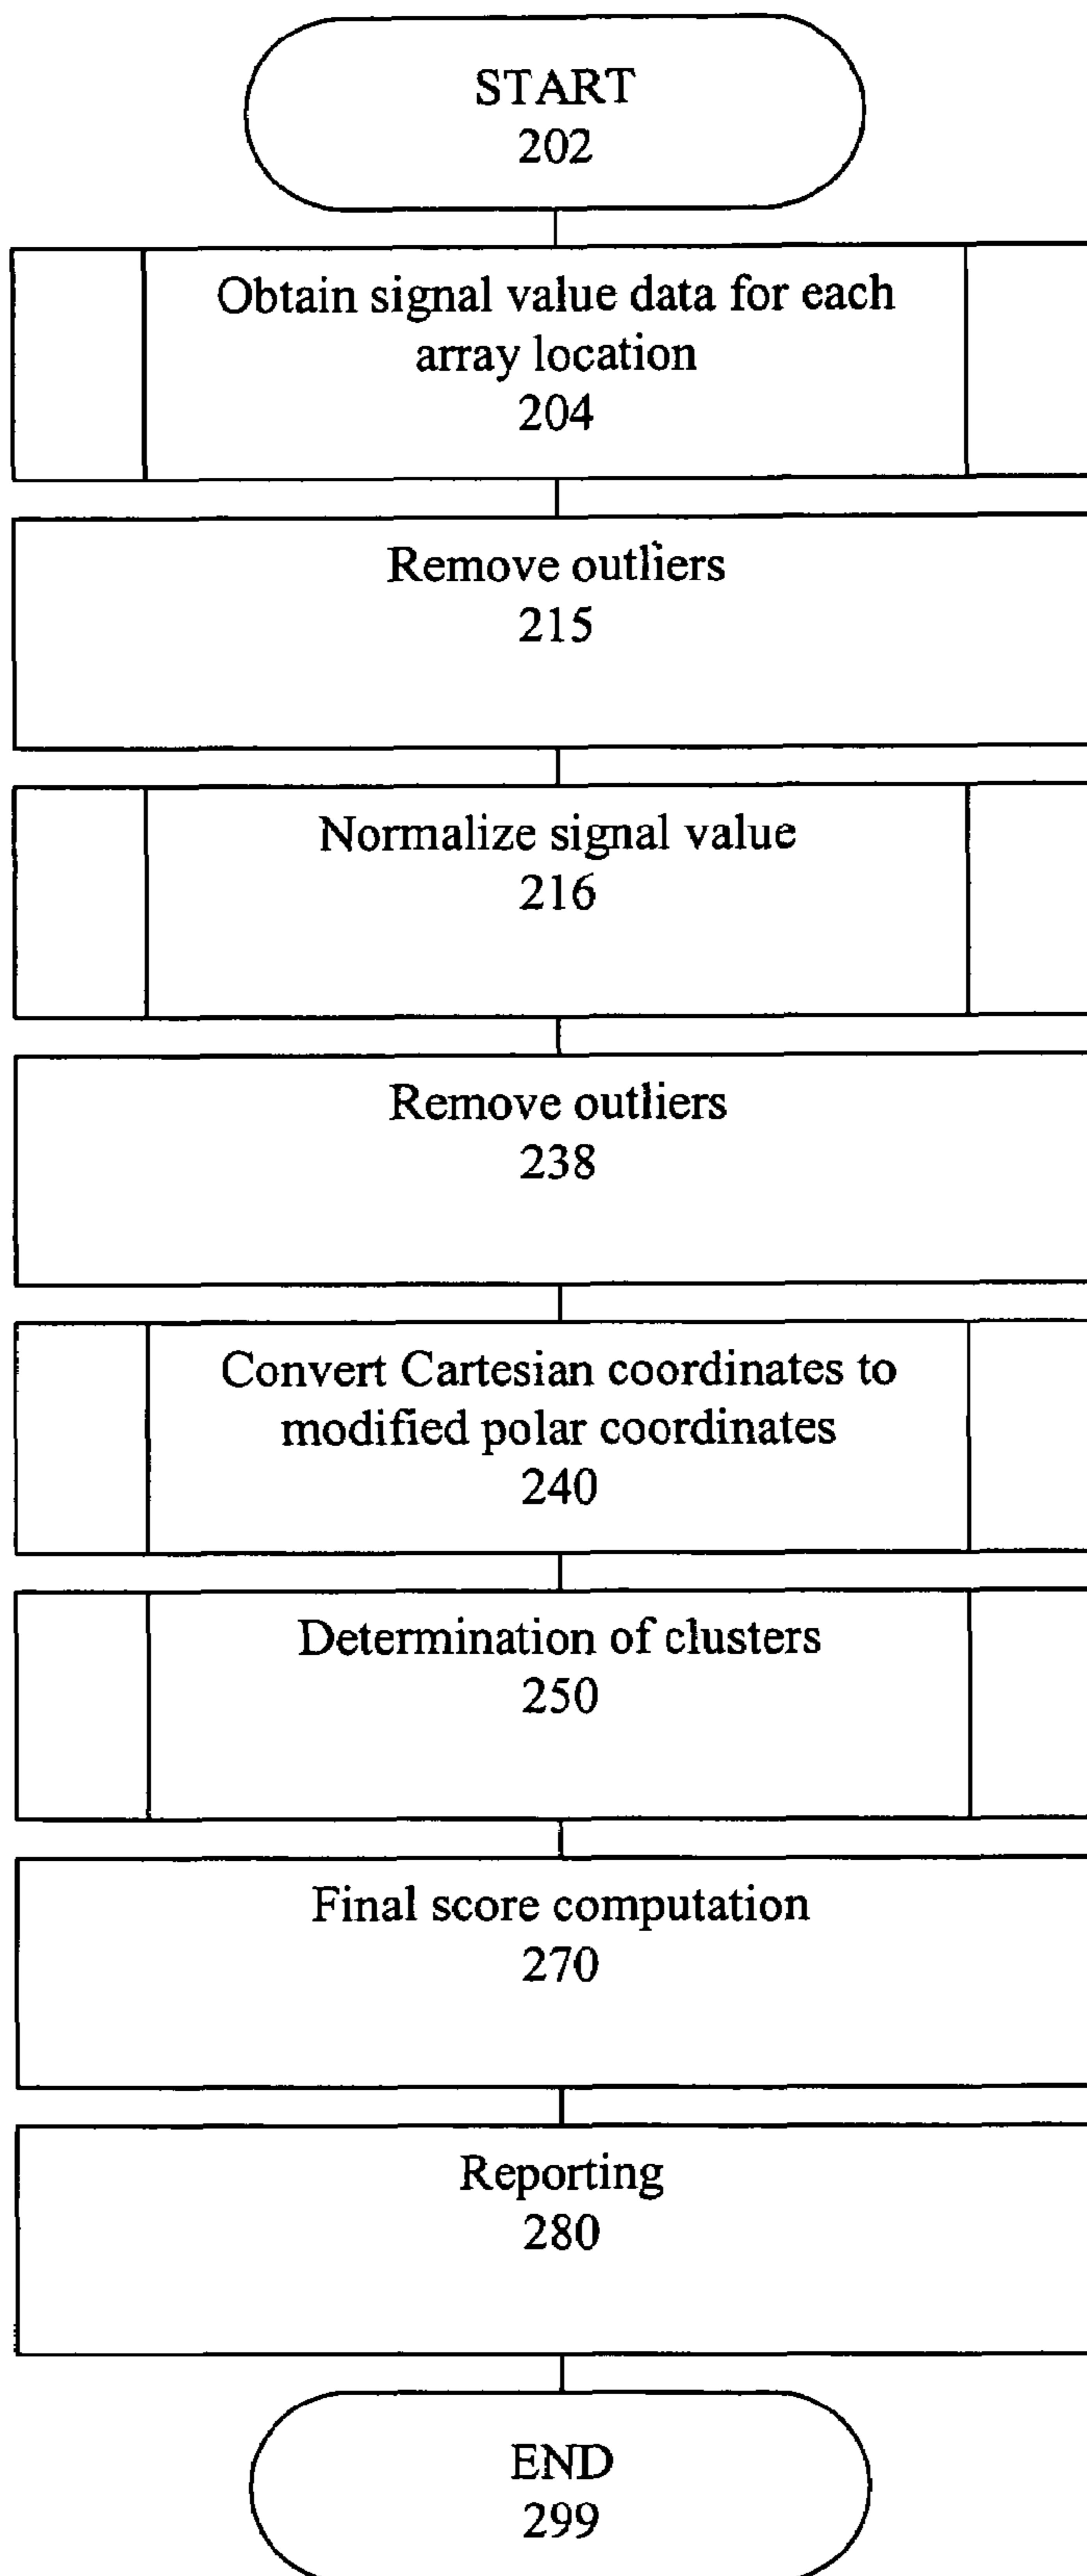 START
202
Obtain signal value data for each
array location
204
Remove outliers
215
Normalize signal value
216
Remove outliers
238
Convert Cartesian coordinates to
modified polar coordinates
240
Determination of clusters
250
Final score computation
270
Reporting
280
END
299